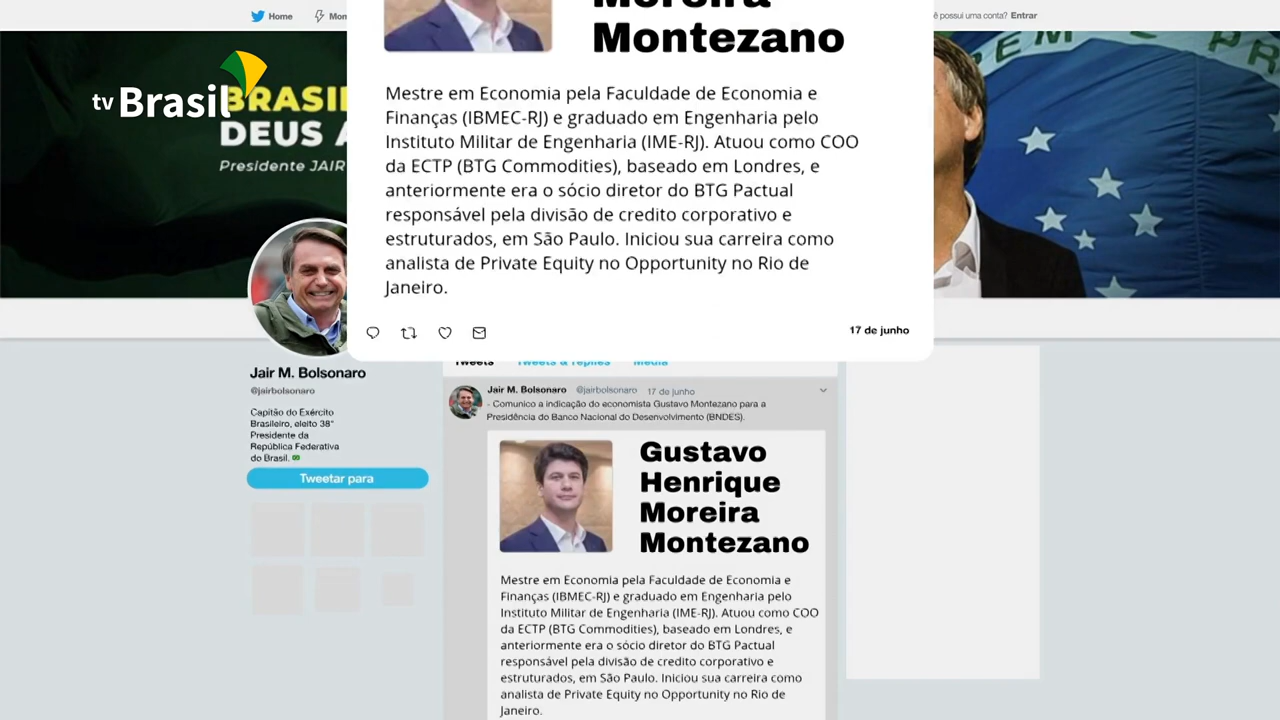 Home
ê possui uma conta? Entrar
tv Brasil
BRASIL
DEUS A
Presidente JAIR
EM
PR
Moreira
Montezano
Mestre em Economia pela Faculdade de Economia e
Finanças (IBMEC-RJ) e graduado em Engenharia pelo
Instituto Militar de Engenharia (IME-RJ). Atuou como COO
da ECTP (BTG Commodities), baseado em Londres, e
anteriormente era o sócio diretor do BTG Pactual
responsável pela divisão de credito corporativo e
estruturados, em São Paulo. Iniciou sua carreira como
analista de Private Equity no Opportunity no Rio de
Janeiro.
17 de junho
Jair M. Bolsonaro
@jairbolsonaro
Capitão do Exército
Brasileiro, eleito 38°
Presidente da
República Federativa
do Brasil.
Tweetar para
Tweets Tweets & replies Media
Jair M. Bolsonaro @jairbolsonaro 17 de junho
- Comunico a indicação do economista Gustavo Montezano para a
Presidência do Banco Nacional do Desenvolvimento (BNDES).
Gustavo
Henrique
Moreira
Montezano
Mestre em Economia pela Faculdade de Economia e
Finanças (IBMEC-RJ) e graduado em Engenharia pelo
Instituto Militar de Engenharia (IME-RJ). Atuou como COO
da ECTP (BTG Commodities), baseado em Londres, e
anteriormente era o sócio diretor do BTG Pactual
responsável pela divisão de credito corporativo e
estruturados, em São Paulo. Iniciou sua carreira como
analista de Private Equity no Opportunity no Rio de
Janeiro.